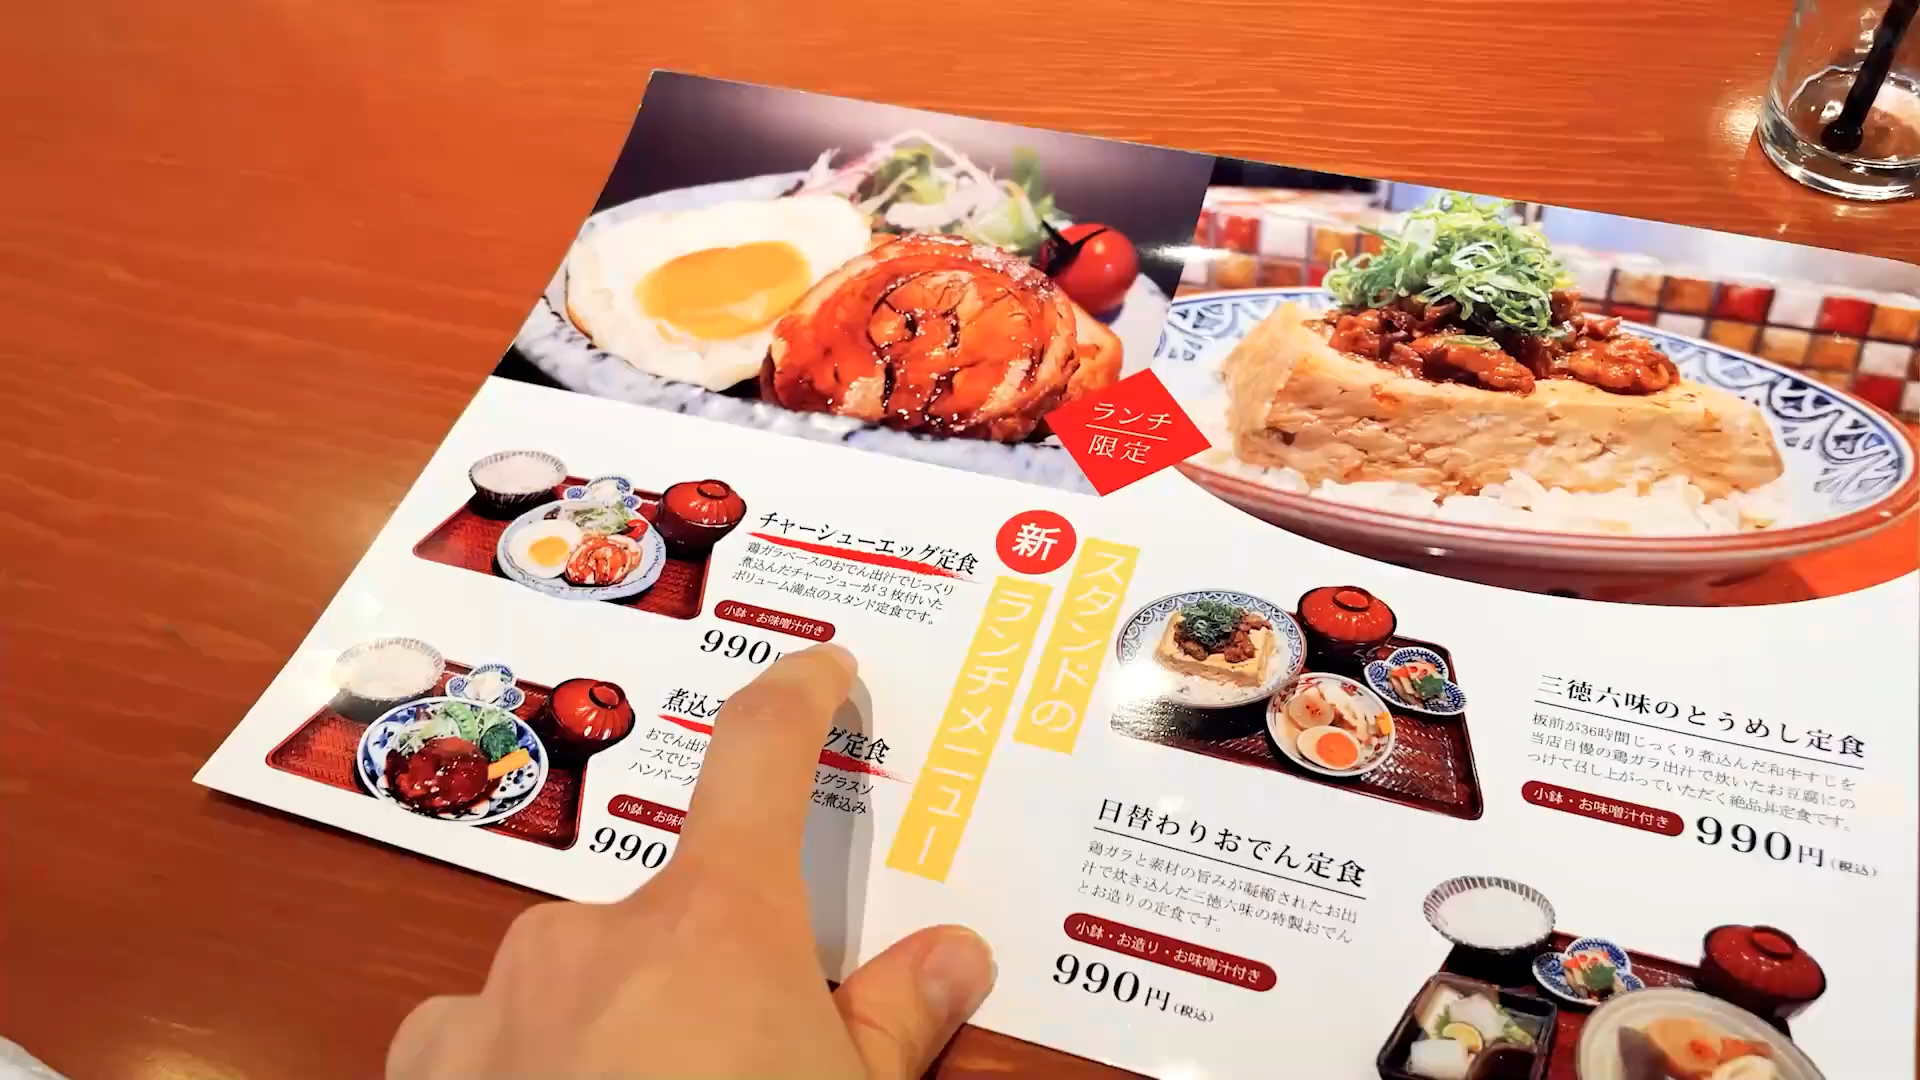 ランチ
限定
チャーシューエッグ定食
鶏ガラベースのおでん出汁でじっくり
煮込んだチャーシューが3枚付いた
ボリューム満点のスタンド定食です。
小鉢・お味噌汁付き
990
煮込み
グ定食
おでん出汁
ミグラスソ
ースでじっ
だ煮込み
ハンバーグ
小鉢・お味噌
990
新
スタンドの
ランチメニュー
三徳六味のとうめし定食
板前が36時間じっくり煮込んだ和牛すじを
当店自慢の鶏ガラ出汁で炊いたお豆腐にの
つけて召し上がっていただく絶品丼定食です。
小鉢・お味噌汁付き
990円(税込)
日替わりおでん定食
鶏ガラと素材の旨みが凝縮されたお出
汁で炊き込んだ三徳六味の特製おでん
とお造りの定食です。
小鉢・お造り・お味噌汁付き
990円(税込)